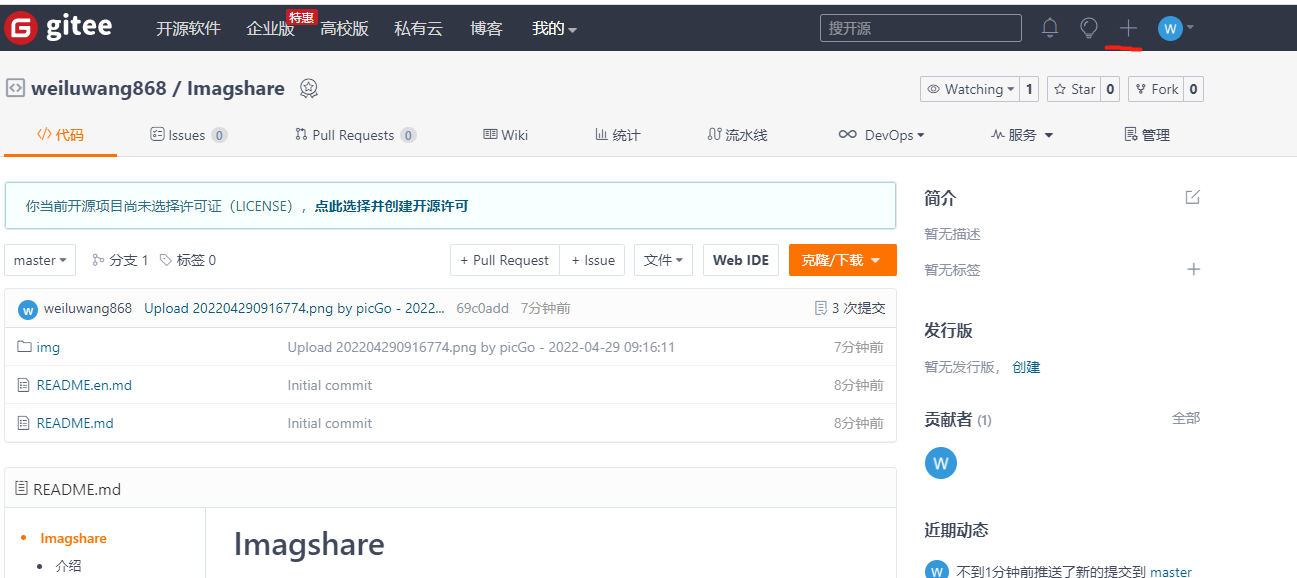 gitee 开源软件 企业版 特惠 高校版 私有云 博客 我的 搜开源 W
weiluwang868 / Imagshare Watching 1 Star 0 Fork 0
代码 Issues 0 Pull Requests 0 Wiki 统计 流水线 DevOps 服务 管理
你当前开源项目尚未选择许可证（LICENSE），点此选择并创建开源许可
master 分支 1 标签 0 + Pull Request + Issue 文件 Web IDE 克隆/下载
W weiluwang868 Upload 202204290916774.png by picGo - 2022... 69c0add 7分钟前 3 次提交
img Upload 202204290916774.png by picGo - 2022-04-29 09:16:11 7分钟前
README.en.md Initial commit 8分钟前
README.md Initial commit 8分钟前
README.md
Imagshare
介绍
Imagshare
简介
暂无描述
暂无标签
发行版
暂无发行版， 创建
贡献者 (1) 全部
W
近期动态
W 不到1分钟前推送了新的提交到 master